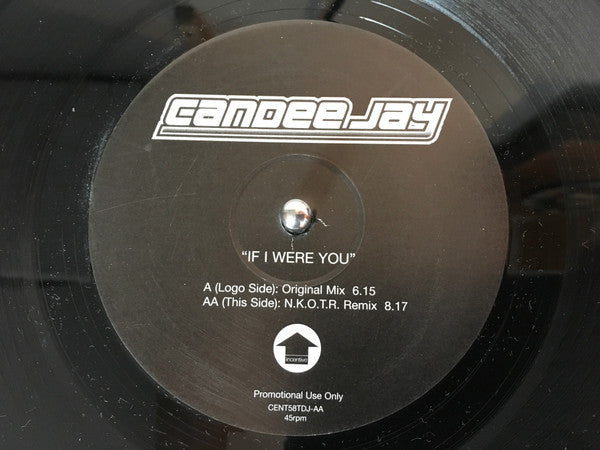 CANDEE JAY
“IF I WERE YOU”
A (Logo Side): Original Mix 6.15
AA (This Side): N.K.O.T.R. Remix 8.17
incentive
Promotional Use Only
CENT58TDJ-AA
45rpm